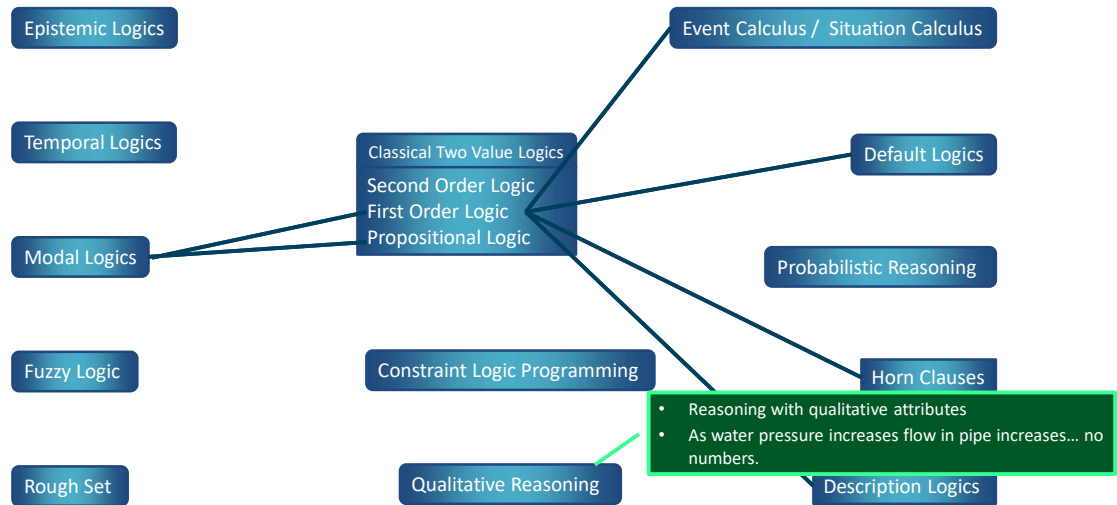 Epistemic Logics
Event Calculus / Situation Calculus
Temporal Logics
Classical Two Value Logics
Second Order Logic
First Order Logic
Propositional Logic
Default Logics
Modal Logics
Probabilistic Reasoning
Fuzzy Logic
Constraint Logic Programming
Horn Clauses
• Reasoning with qualitative attributes
• As water pressure increases flow in pipe increases... no
numbers.
Rough Set
Qualitative Reasoning
Description Logics